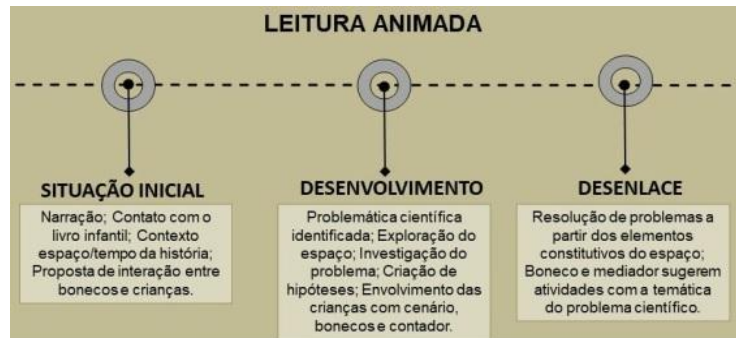 LEITURA ANIMADA
SITUAÇÃO INICIAL
Narração; Contato com o
livro infantil; Contexto
espaço/tempo da história;
Proposta de interação entre
bonecos e crianças.
DESENVOLVIMENTO
Problemática científica
identificada; Exploração do
espaço; Investigação do
problema; Criação de
hipóteses; Envolvimento das
crianças com cenário,
bonecos e contador.
DESENLACE
Resolução de problemas a
partir dos elementos
constitutivos do espaço;
Boneco e mediador sugerem
atividades com a temática
do problema científico.